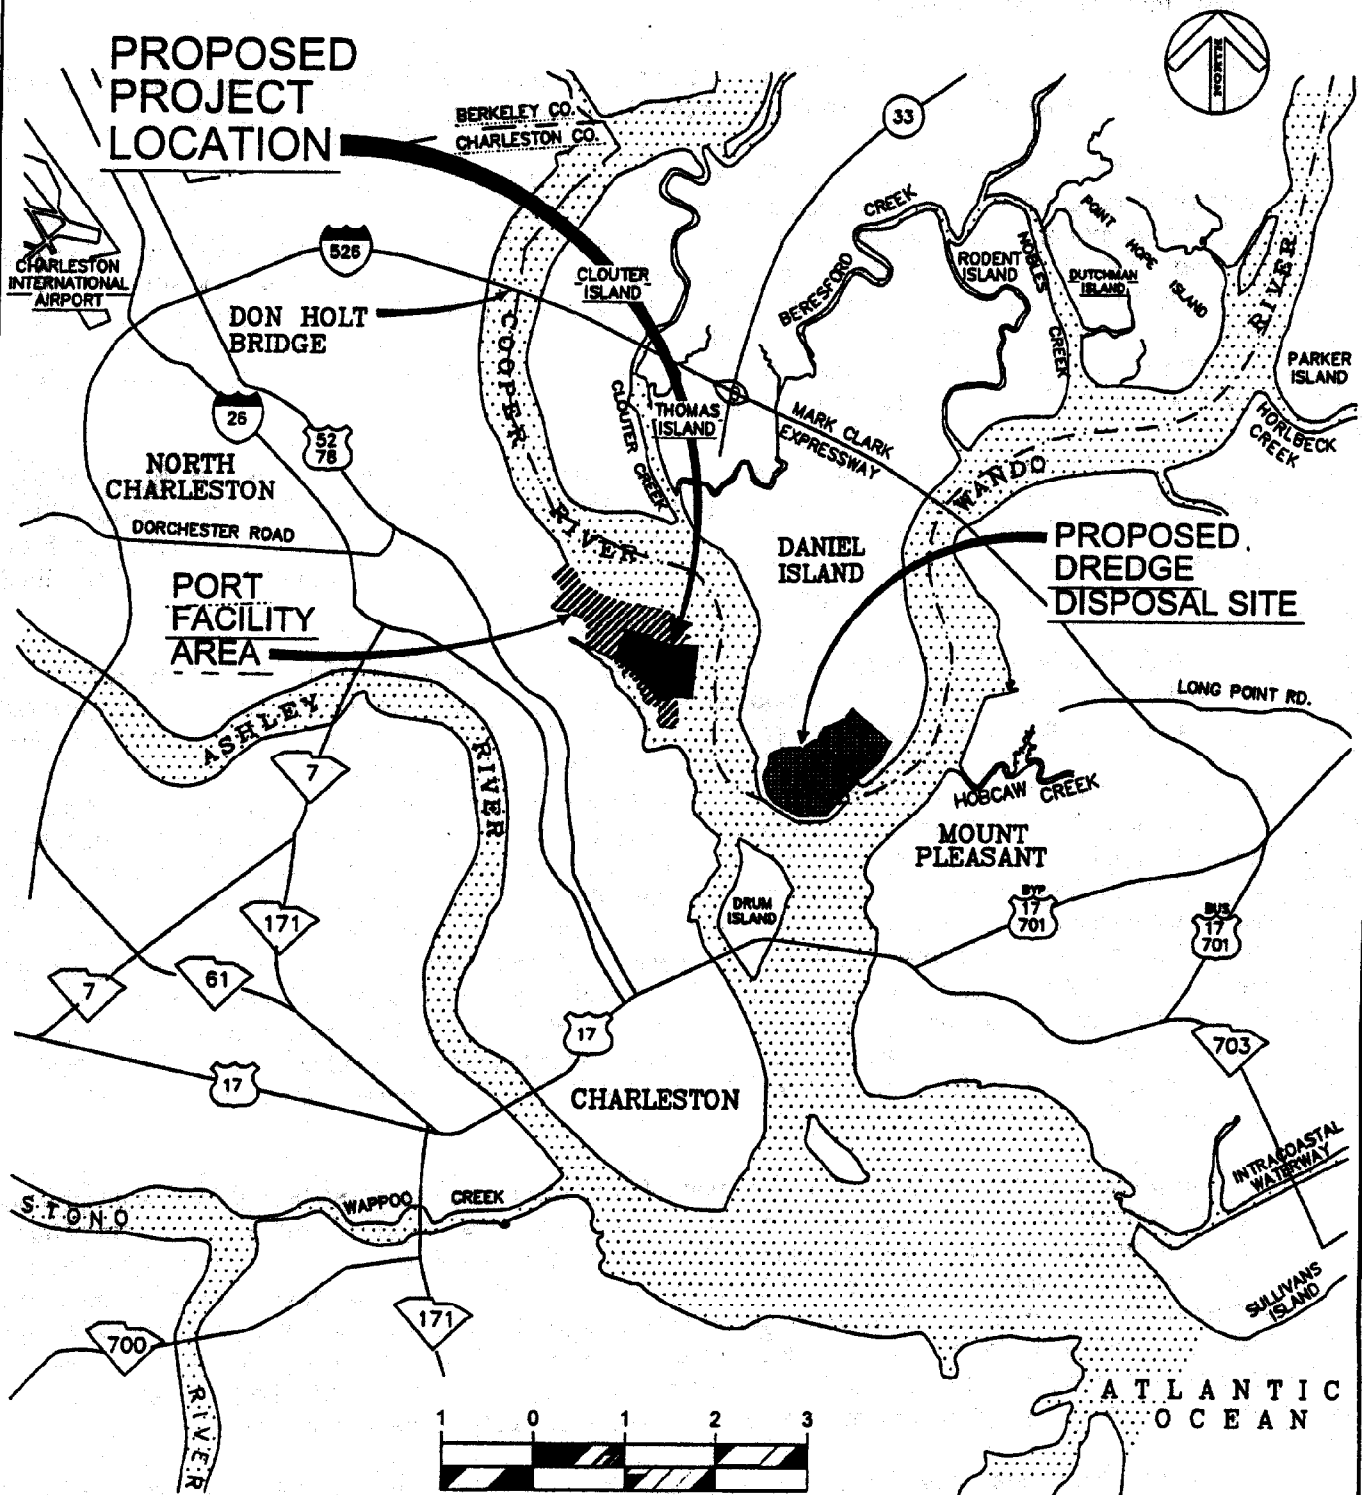 PROPOSED
PROJECT
LOCATION
NORTH
BERKELEY CO.
CHARLESTON CO.
33
CHARLESTON
INTERNATIONAL
AIRPORT
526
DON HOLT
BRIDGE
CLOUTER
ISLAND
COOPER
RIVER
BERESFORD
CREEK
RODENT
ISLAND
NOBLES
CREEK
POINT
HOPE
ISLAND
DUTCHMAN
ISLAND
RIVER
PARKER
ISLAND
HORLBECK
CREEK
26
52
78
THOMAS
ISLAND
CLOUTER CREEK
MARK CLARK
EXPRESSWAY
WANDO
NORTH
CHARLESTON
DORCHESTER ROAD
DANIEL
ISLAND
PROPOSED
DREDGE
DISPOSAL SITE
PORT
FACILITY
AREA
LONG POINT RD.
ASHLEY
RIVER
7
HOBCAW CREEK
MOUNT
PLEASANT
DRUM
ISLAND
BYP
17
701
BUS
17
701
171
61
7
17
17
703
CHARLESTON
INTRACOASTAL
WATERWAY
STONO
RIVER
WAPPOO CREEK
SULLIVANS
ISLAND
171
700
ATLANTIC
OCEAN
1 0 1 2 3